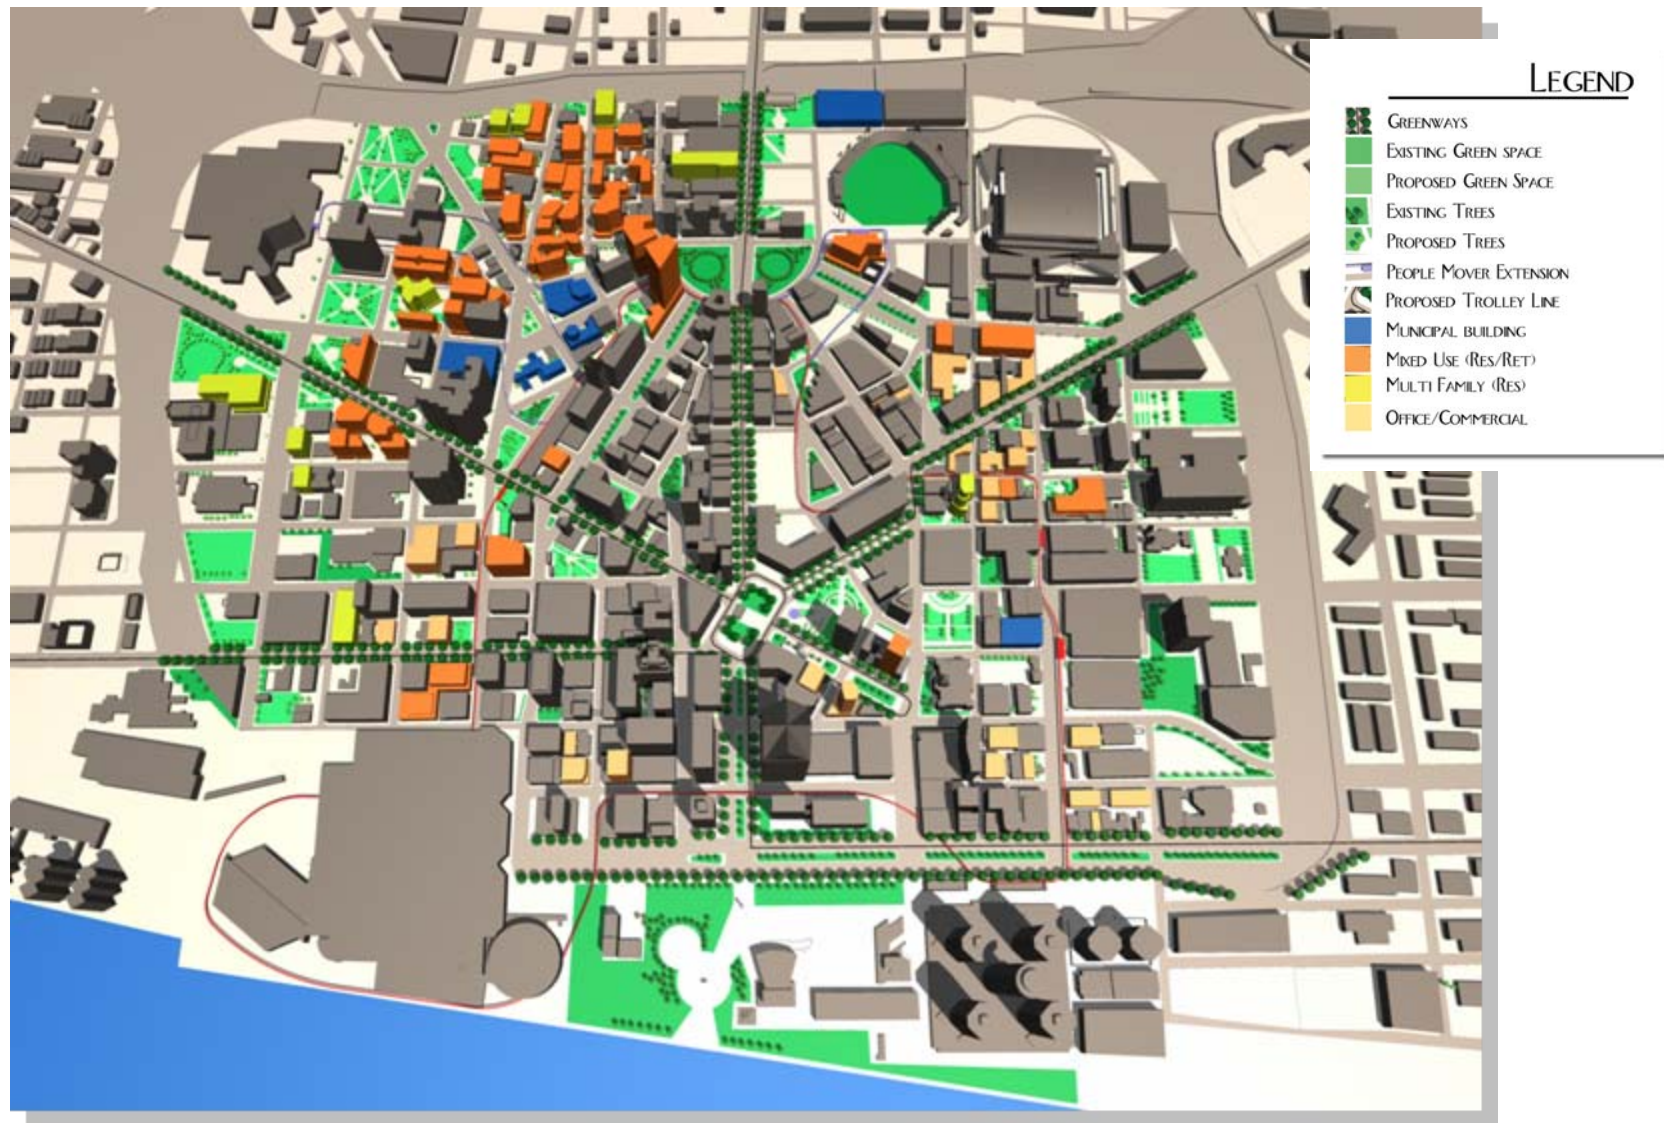 LEGEND
GREENWAYS
EXISTING GREEN SPACE
PROPOSED GREEN SPACE
EXISTING TREES
PROPOSED TREES
PEOPLE MOVER EXTENSION
PROPOSED TROLLEY LINE
MUNICIPAL BUILDING
MIXED USE (RES/RET)
MULTI FAMILY (RES)
OFFICE/COMMERCIAL